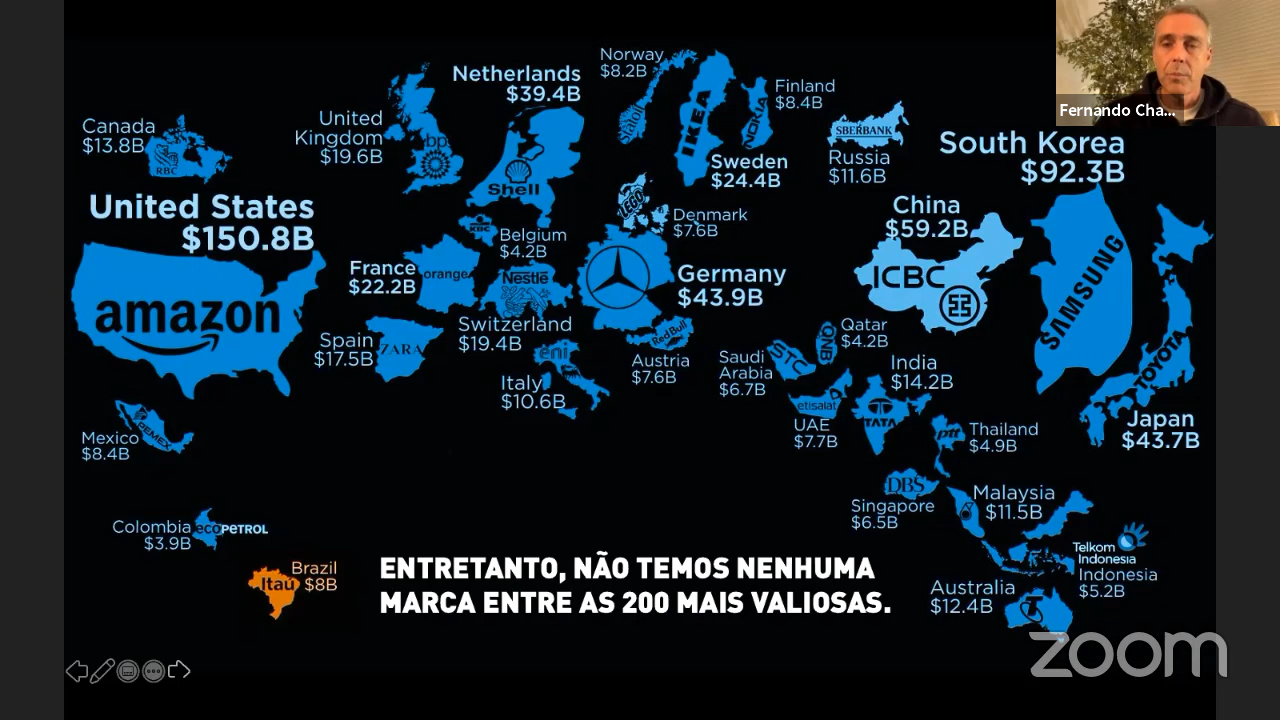 Fernando Cha...
Norway
$8.2B
Statoil
Netherlands
$39.4B
Shell
IKEA
Finland
$8.4B
NOKIA
Canada
$13.8B
RBC
United
Kingdom
$19.6B
bp
SBERBANK
Russia
$11.6B
South Korea
$92.3B
SAMSUNG
Sweden
$24.4B
LEGO
Denmark
$7.6B
United States
$150.8B
amazon
China
$59.2B
ICBC
KBC
Belgium
$4.2B
France
$22.2B
orange
Nestlé
Germany
$43.9B
Switzerland
$19.4B
Spain
$17.5B
ZARA
eni
Italy
$10.6B
Red Bull
Austria
$7.6B
Saudi
Arabia
$6.7B
STC
QNB
Qatar
$4.2B
India
$14.2B
TATA
etisalat
UAE
$7.7B
TOYOTA
Japan
$43.7B
Mexico
$8.4B
PEMEX
ptt
Thailand
$4.9B
DBS
Singapore
$6.5B
Malaysia
$11.5B
Colombia
$3.9B
ecoPETROL
Telkom
Indonesia
Indonesia
$5.2B
Brazil
$8B
Itaú
ENTRETANTO, NÃO TEMOS NENHUMA
MARCA ENTRE AS 200 MAIS VALIOSAS.
Australia
$12.4B
zoom